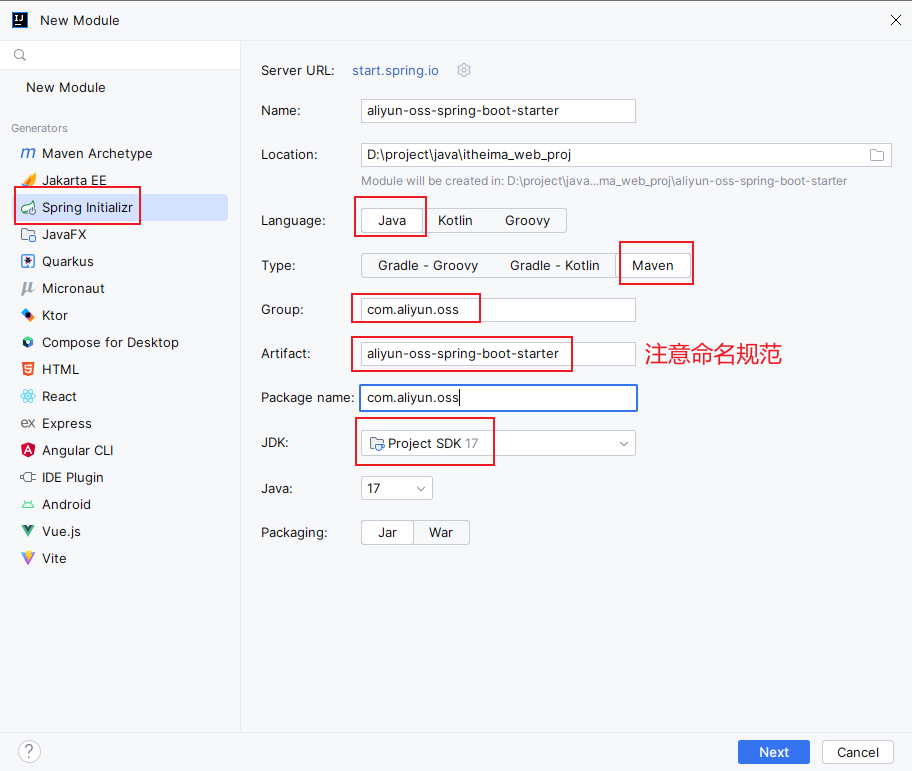 New Module
New Module
Generators
Maven Archetype
Jakarta EE
Spring Initializr
JavaFX
Quarkus
Micronaut
Ktor
Compose for Desktop
HTML
React
Express
Angular CLI
IDE Plugin
Android
Vue.js
Vite
Server URL: start.spring.io
Name: aliyun-oss-spring-boot-starter
Location: D:\project\java\itheima_web_proj
Module will be created in: D:\project\java...ma_web_proj\aliyun-oss-spring-boot-starter
Language: Java Kotlin Groovy
Type: Gradle - Groovy Gradle - Kotlin Maven
Group: com.aliyun.oss
Artifact: aliyun-oss-spring-boot-starter 注意命名规范
Package name: com.aliyun.oss
JDK: Project SDK 17
Java: 17
Packaging: Jar War
? Next Cancel